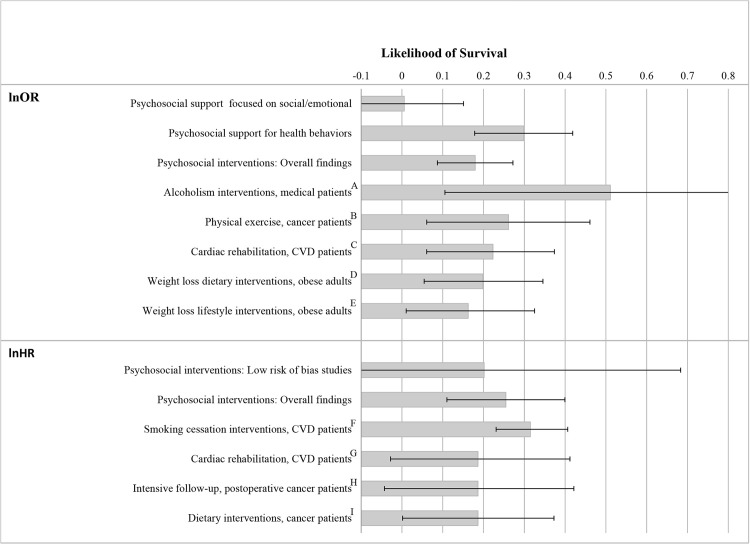 Likelihood of Survival
-0.1 0 0.1 0.2 0.3 0.4 0.5 0.6 0.7 0.8
lnOR
Psychosocial support focused on social/emotional
Psychosocial support for health behaviors
Psychosocial interventions: Overall findings
Alcoholism interventions, medical patients A
Physical exercise, cancer patients B
Cardiac rehabilitation, CVD patients C
Weight loss dietary interventions, obese adults D
Weight loss lifestyle interventions, obese adults E
lnHR
Psychosocial interventions: Low risk of bias studies
Psychosocial interventions: Overall findings
Smoking cessation interventions, CVD patients F
Cardiac rehabilitation, CVD patients G
Intensive follow-up, postoperative cancer patients H
Dietary interventions, cancer patients I